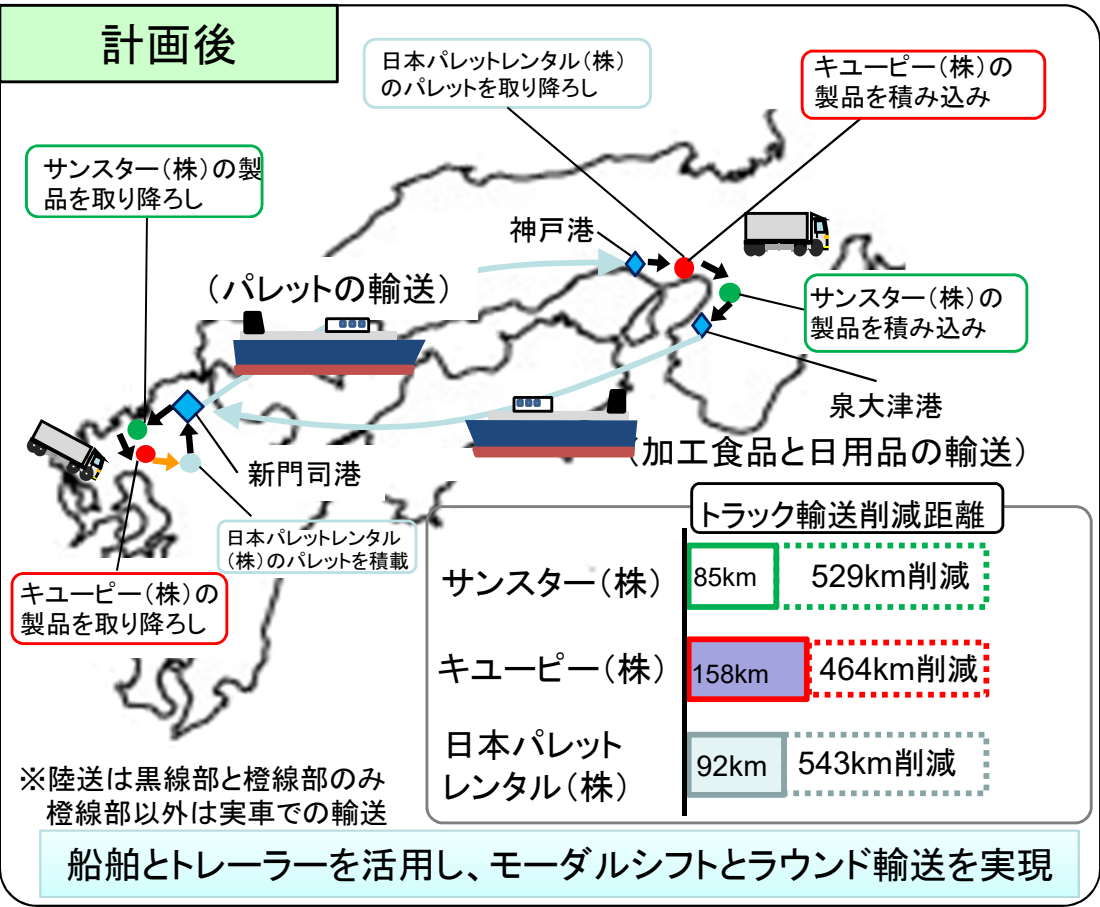 計画後
日本パレットレンタル（株）
のパレットを取り降ろし
キユーピー（株）の
製品を積み込み
サンスター（株）の製
品を取り降ろし
神戸港
（パレットの輸送）
サンスター（株）の
製品を積み込み
泉大津港
（加工食品と日用品の輸送）
新門司港
日本パレットレンタル
（株）のパレットを積載
キユーピー（株）の
製品を取り降ろし
トラック輸送削減距離
サンスター（株）
85km
529km削減
キユーピー（株）
158km
464km削減
日本パレット
レンタル（株）
92km
543km削減
※陸送は黒線部と橙線部のみ
橙線部以外は実車での輸送
船舶とトレーラーを活用し、モーダルシフトとラウンド輸送を実現